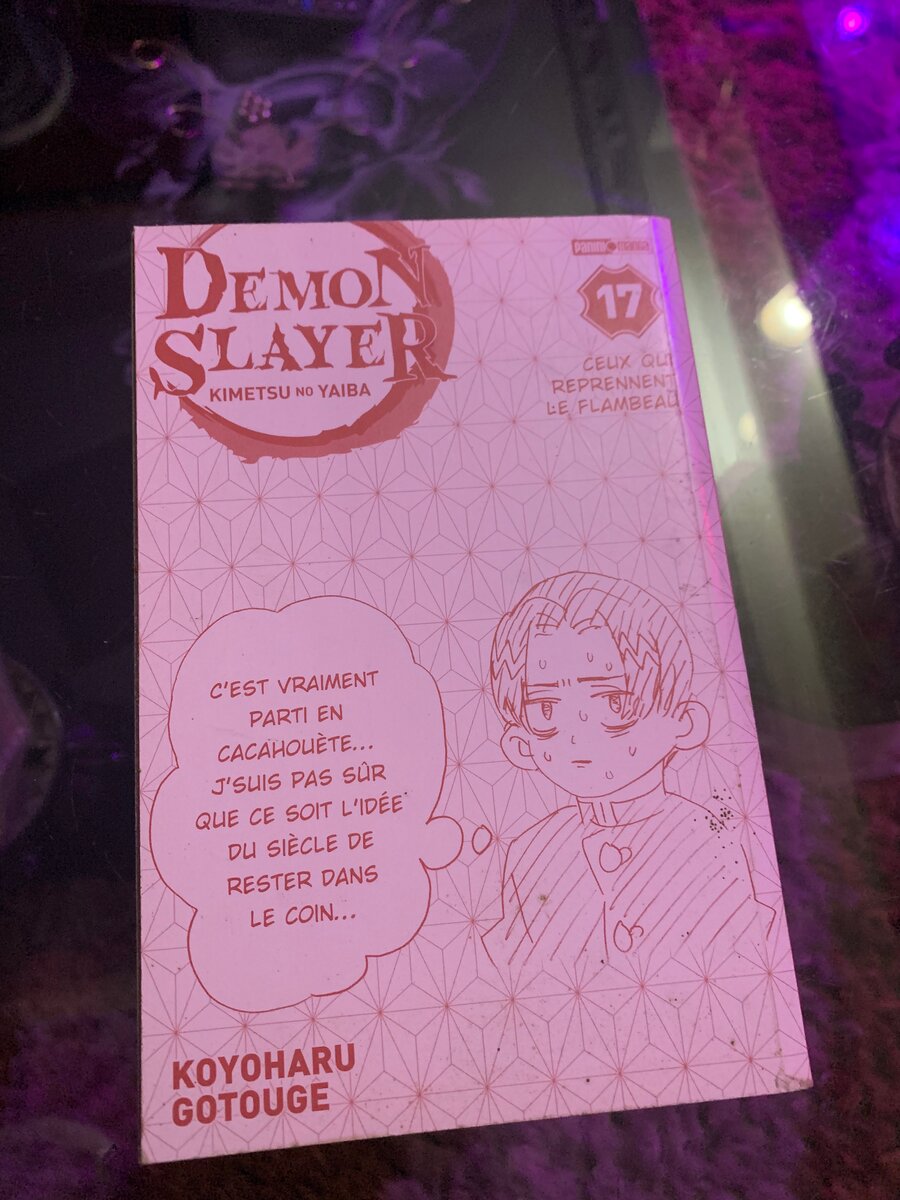 DEMON
SLAYER
KIMETSU NO YAIBA
PANINI manga
17
CEUX QUI
REPRENNENT
LE FLAMBEAU
C'EST VRAIMENT
PARTI EN
CACAHOUÈTE...
J'SUIS PAS SÛR
QUE CE SOIT L'IDÉE
DU SIÈCLE DE
RESTER DANS
LE COIN...
KOYOHARU
GOTOUGE